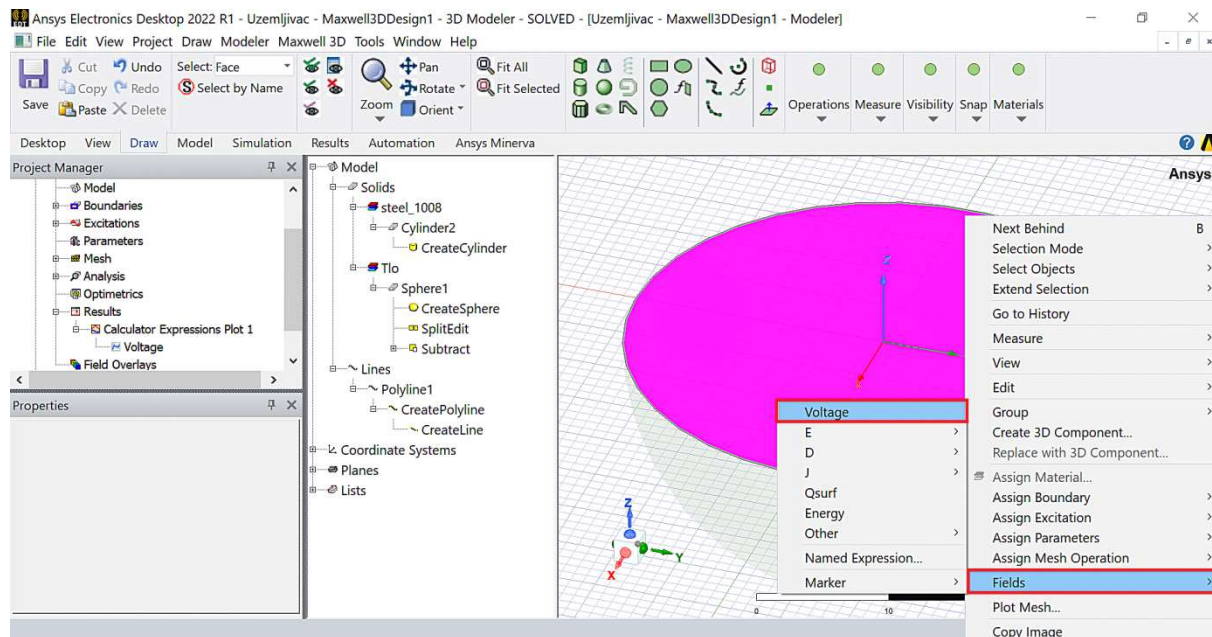 Ansys Electronics Desktop 2022 R1 - Uzemljivac - Maxwell3DDesign1 - 3D Modeler - SOLVED - [Uzemljivac - Maxwell3DDesign1 - Modeler]
File Edit View Project Draw Modeler Maxwell 3D Tools Window Help
Save
Cut
Copy
Paste
Undo
Redo
Delete
Select: Face
Select by Name
Zoom
Pan
Rotate
Orient
Fit All
Fit Selected
Operations Measure Visibility Snap Materials
Desktop View Draw Model Simulation Results Automation Ansys Minerva
Project Manager
Model
Boundaries
Excitations
Parameters
Mesh
Analysis
Optimetrics
Results
Calculator Expressions Plot 1
Voltage
Field Overlays
Properties
Model
Solids
steel_1008
Cylinder2
CreateCylinder
Tlo
Sphere1
CreateSphere
SplitEdit
Subtract
Lines
Polyline1
CreatePolyline
CreateLine
Coordinate Systems
Planes
Lists
Ansys
Z
Z
Y
X
0
10
Voltage
E
D
J
Qsurf
Energy
Other
Named Expression...
Marker
Next Behind B
Selection Mode
Select Objects
Extend Selection
Go to History
Measure
View
Edit
Group
Create 3D Component...
Replace with 3D Component...
Assign Material...
Assign Boundary
Assign Excitation
Assign Parameters
Assign Mesh Operation
Fields
Plot Mesh...
Copy Image